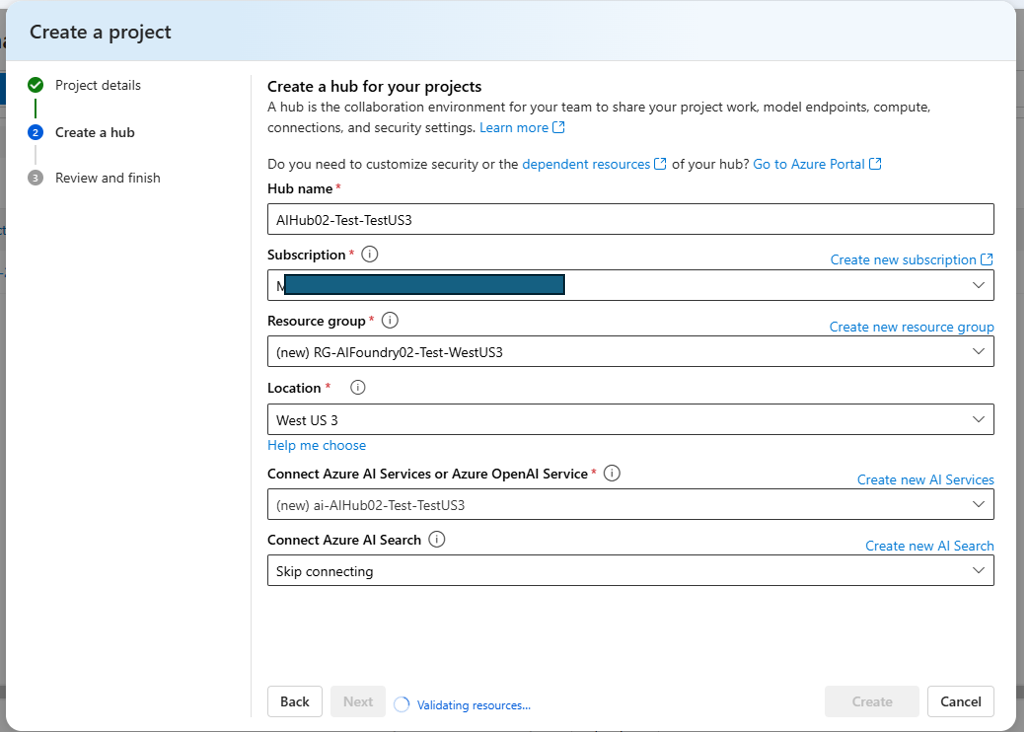 Create a project
Project details
2
Create a hub
3
Review and finish
Create a hub for your projects
A hub is the collaboration environment for your team to share your project work, model endpoints, compute,
connections, and security settings. Learn more
Do you need to customize security or the dependent resources of your hub? Go to Azure Portal
Hub name *
AIHub02-Test-TestUS3
Subscription *
Create new subscription
M
Resource group *
Create new resource group
(new) RG-AIFoundry02-Test-WestUS3
Location *
West US 3
Help me choose
Connect Azure AI Services or Azure OpenAI Service *
Create new AI Services
(new) ai-AIHub02-Test-TestUS3
Connect Azure AI Search
Create new AI Search
Skip connecting
Back
Next
Validating resources...
Create
Cancel